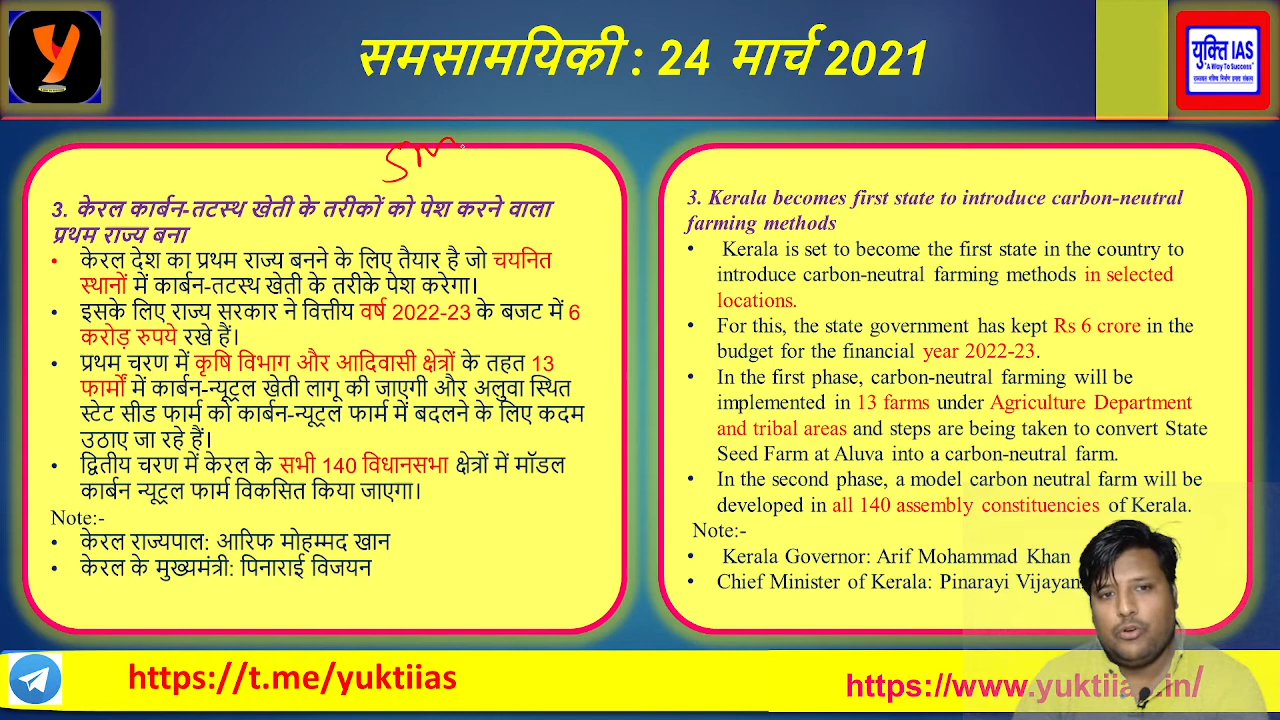 समसामयिकी : 24 मार्च 2021
युक्ति IAS
"A Way To Success"
3. केरल कार्बन-तटस्थ खेती के तरीकों को पेश करने वाला
प्रथम राज्य बना
• केरल देश का प्रथम राज्य बनने के लिए तैयार है जो चयनित
स्थानों में कार्बन-तटस्थ खेती के तरीके पेश करेगा।
• इसके लिए राज्य सरकार ने वित्तीय वर्ष 2022-23 के बजट में 6
करोड़ रुपये रखे हैं।
• प्रथम चरण में कृषि विभाग और आदिवासी क्षेत्रों के तहत 13
फार्मों में कार्बन-न्यूट्रल खेती लागू की जाएगी और अलुवा स्थित
स्टेट सीड फार्म को कार्बन-न्यूट्रल फार्म में बदलने के लिए कदम
उठाए जा रहे हैं।
• द्वितीय चरण में केरल के सभी 140 विधानसभा क्षेत्रों में मॉडल
कार्बन न्यूट्रल फार्म विकसित किया जाएगा।
Note:-
• केरल राज्यपाल: आरिफ मोहम्मद खान
• केरल के मुख्यमंत्री: पिनाराई विजयन
3. Kerala becomes first state to introduce carbon-neutral
farming methods
• Kerala is set to become the first state in the country to
introduce carbon-neutral farming methods in selected
locations.
• For this, the state government has kept Rs 6 crore in the
budget for the financial year 2022-23.
• In the first phase, carbon-neutral farming will be
implemented in 13 farms under Agriculture Department
and tribal areas and steps are being taken to convert State
Seed Farm at Aluva into a carbon-neutral farm.
• In the second phase, a model carbon neutral farm will be
developed in all 140 assembly constituencies of Kerala.
Note:-
• Kerala Governor: Arif Mohammad Khan
• Chief Minister of Kerala: Pinarayi Vijayan
https://t.me/yuktiias
https://www.yuktiias.in/